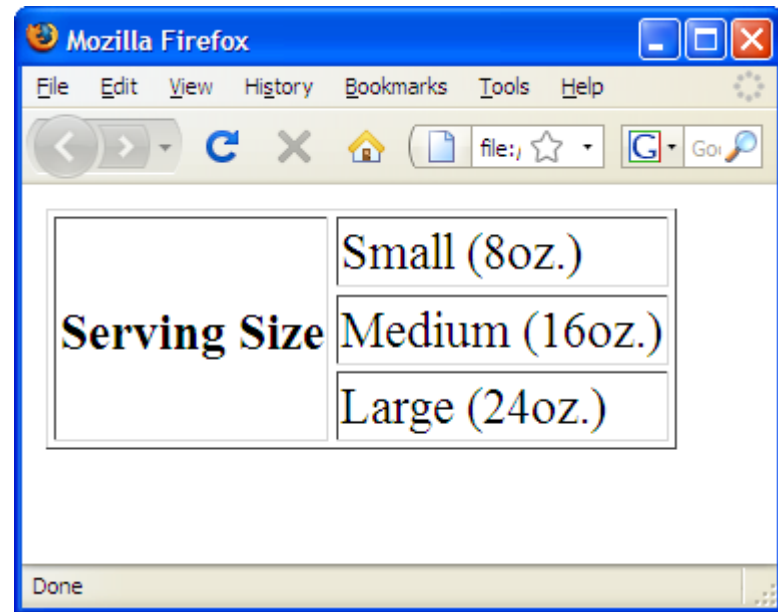 Mozilla Firefox
File Edit View History Bookmarks Tools Help
file:/ G
Serving Size
Small (8oz.)
Medium (16oz.)
Large (24oz.)
Done